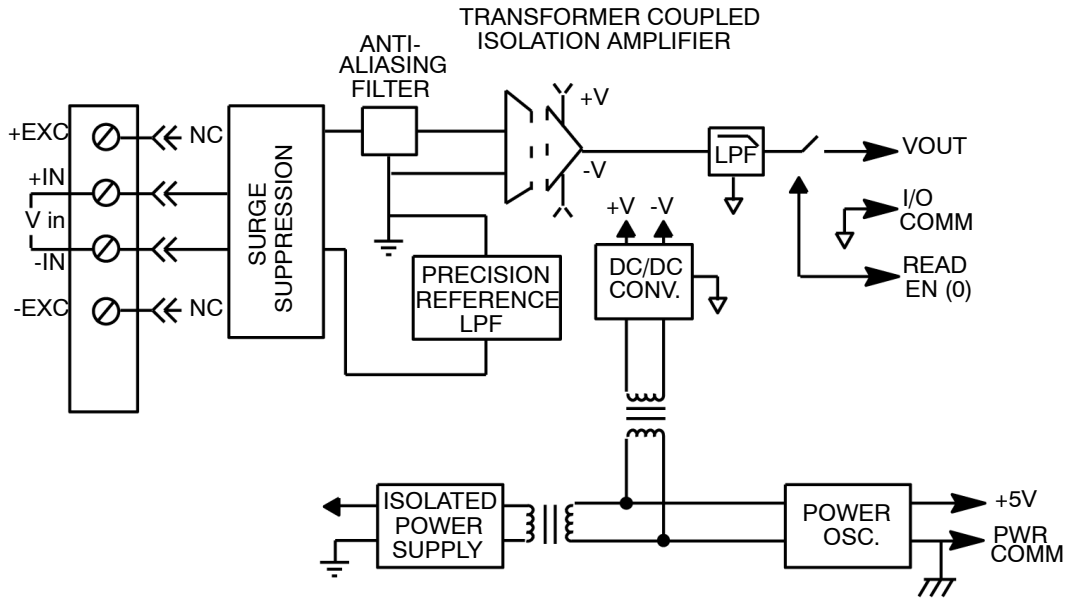 TRANSFORMER COUPLED
ISOLATION AMPLIFIER
ANTI-
ALIASING
FILTER
+EXC
NC
+IN
V in
-IN
-EXC
NC
SURGE
SUPPRESSION
+V
-V
LPF
VOUT
I/O
COMM
READ
EN (0)
+V
-V
DC/DC
CONV.
PRECISION
REFERENCE
LPF
ISOLATED
POWER
SUPPLY
POWER
OSC.
+5V
PWR
COMM